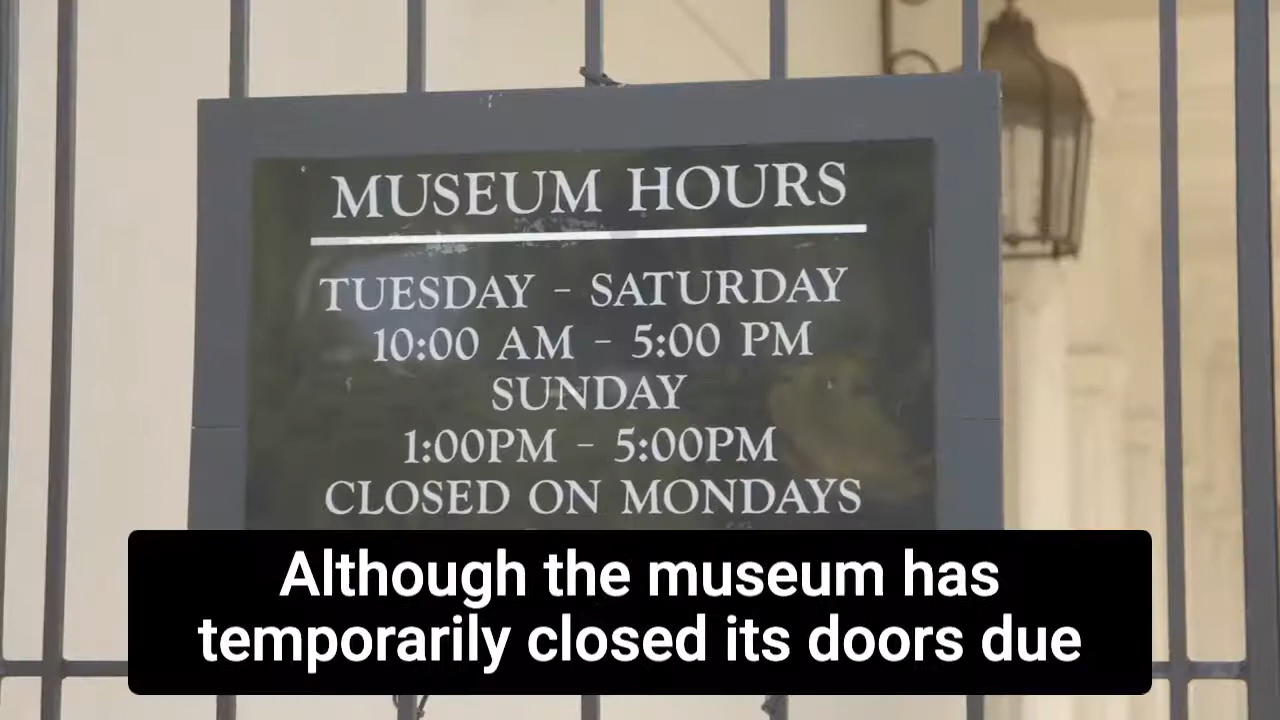 MUSEUM HOURS
TUESDAY - SATURDAY
10:00 AM - 5:00 PM
SUNDAY
1:00PM - 5:00PM
CLOSED ON MONDAYS
Although the museum has
temporarily closed its doors due